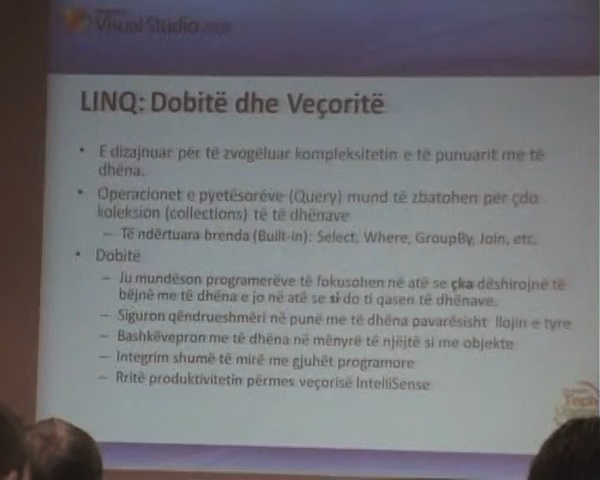 Visual Studio 2008
LINQ: Dobitë dhe Veçoritë
• E dizajnuar për të zvogëluar kompleksitetin e të punuarit me të
dhëna.
• Operacionet e pyetësorëve (Query) mund të zbatohen për çdo
koleksion (collections) të të dhënave
– Të ndërtuara brenda (Built-in): Select, Where, GroupBy, Join, etc.
• Dobitë
– Ju mundëson programerëve të fokusohen në atë se çka dëshirojnë të
bëjnë me të dhëna e jo në atë se si do ti qasen të dhënave.
– Siguron qëndrueshmëri në punë me të dhëna pavarësisht llojin e tyre
– Bashkëvepron me të dhëna në mënyrë të njëjtë si me objekte
– Integrim shumë të mirë me gjuhët programore
– Rritë produktivitetin përmes veçorisë IntelliSense
Tech